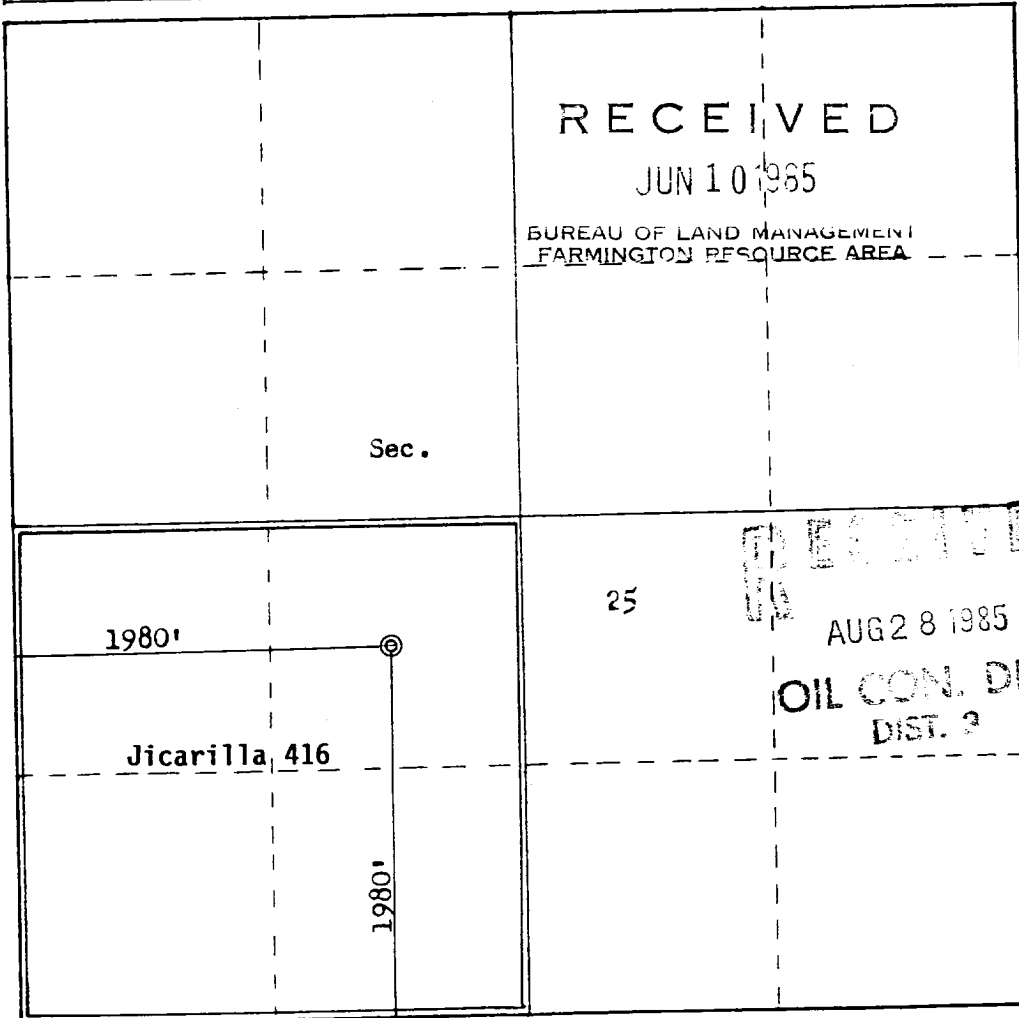 RECEIVED
JUN 10 1985
BUREAU OF LAND MANAGEMENT
FARMINGTON RESOURCE AREA
Sec.
25
AUG 28 1985
OIL CON. DI
DIST. 3
1980'
Jicarilla 416
1980'